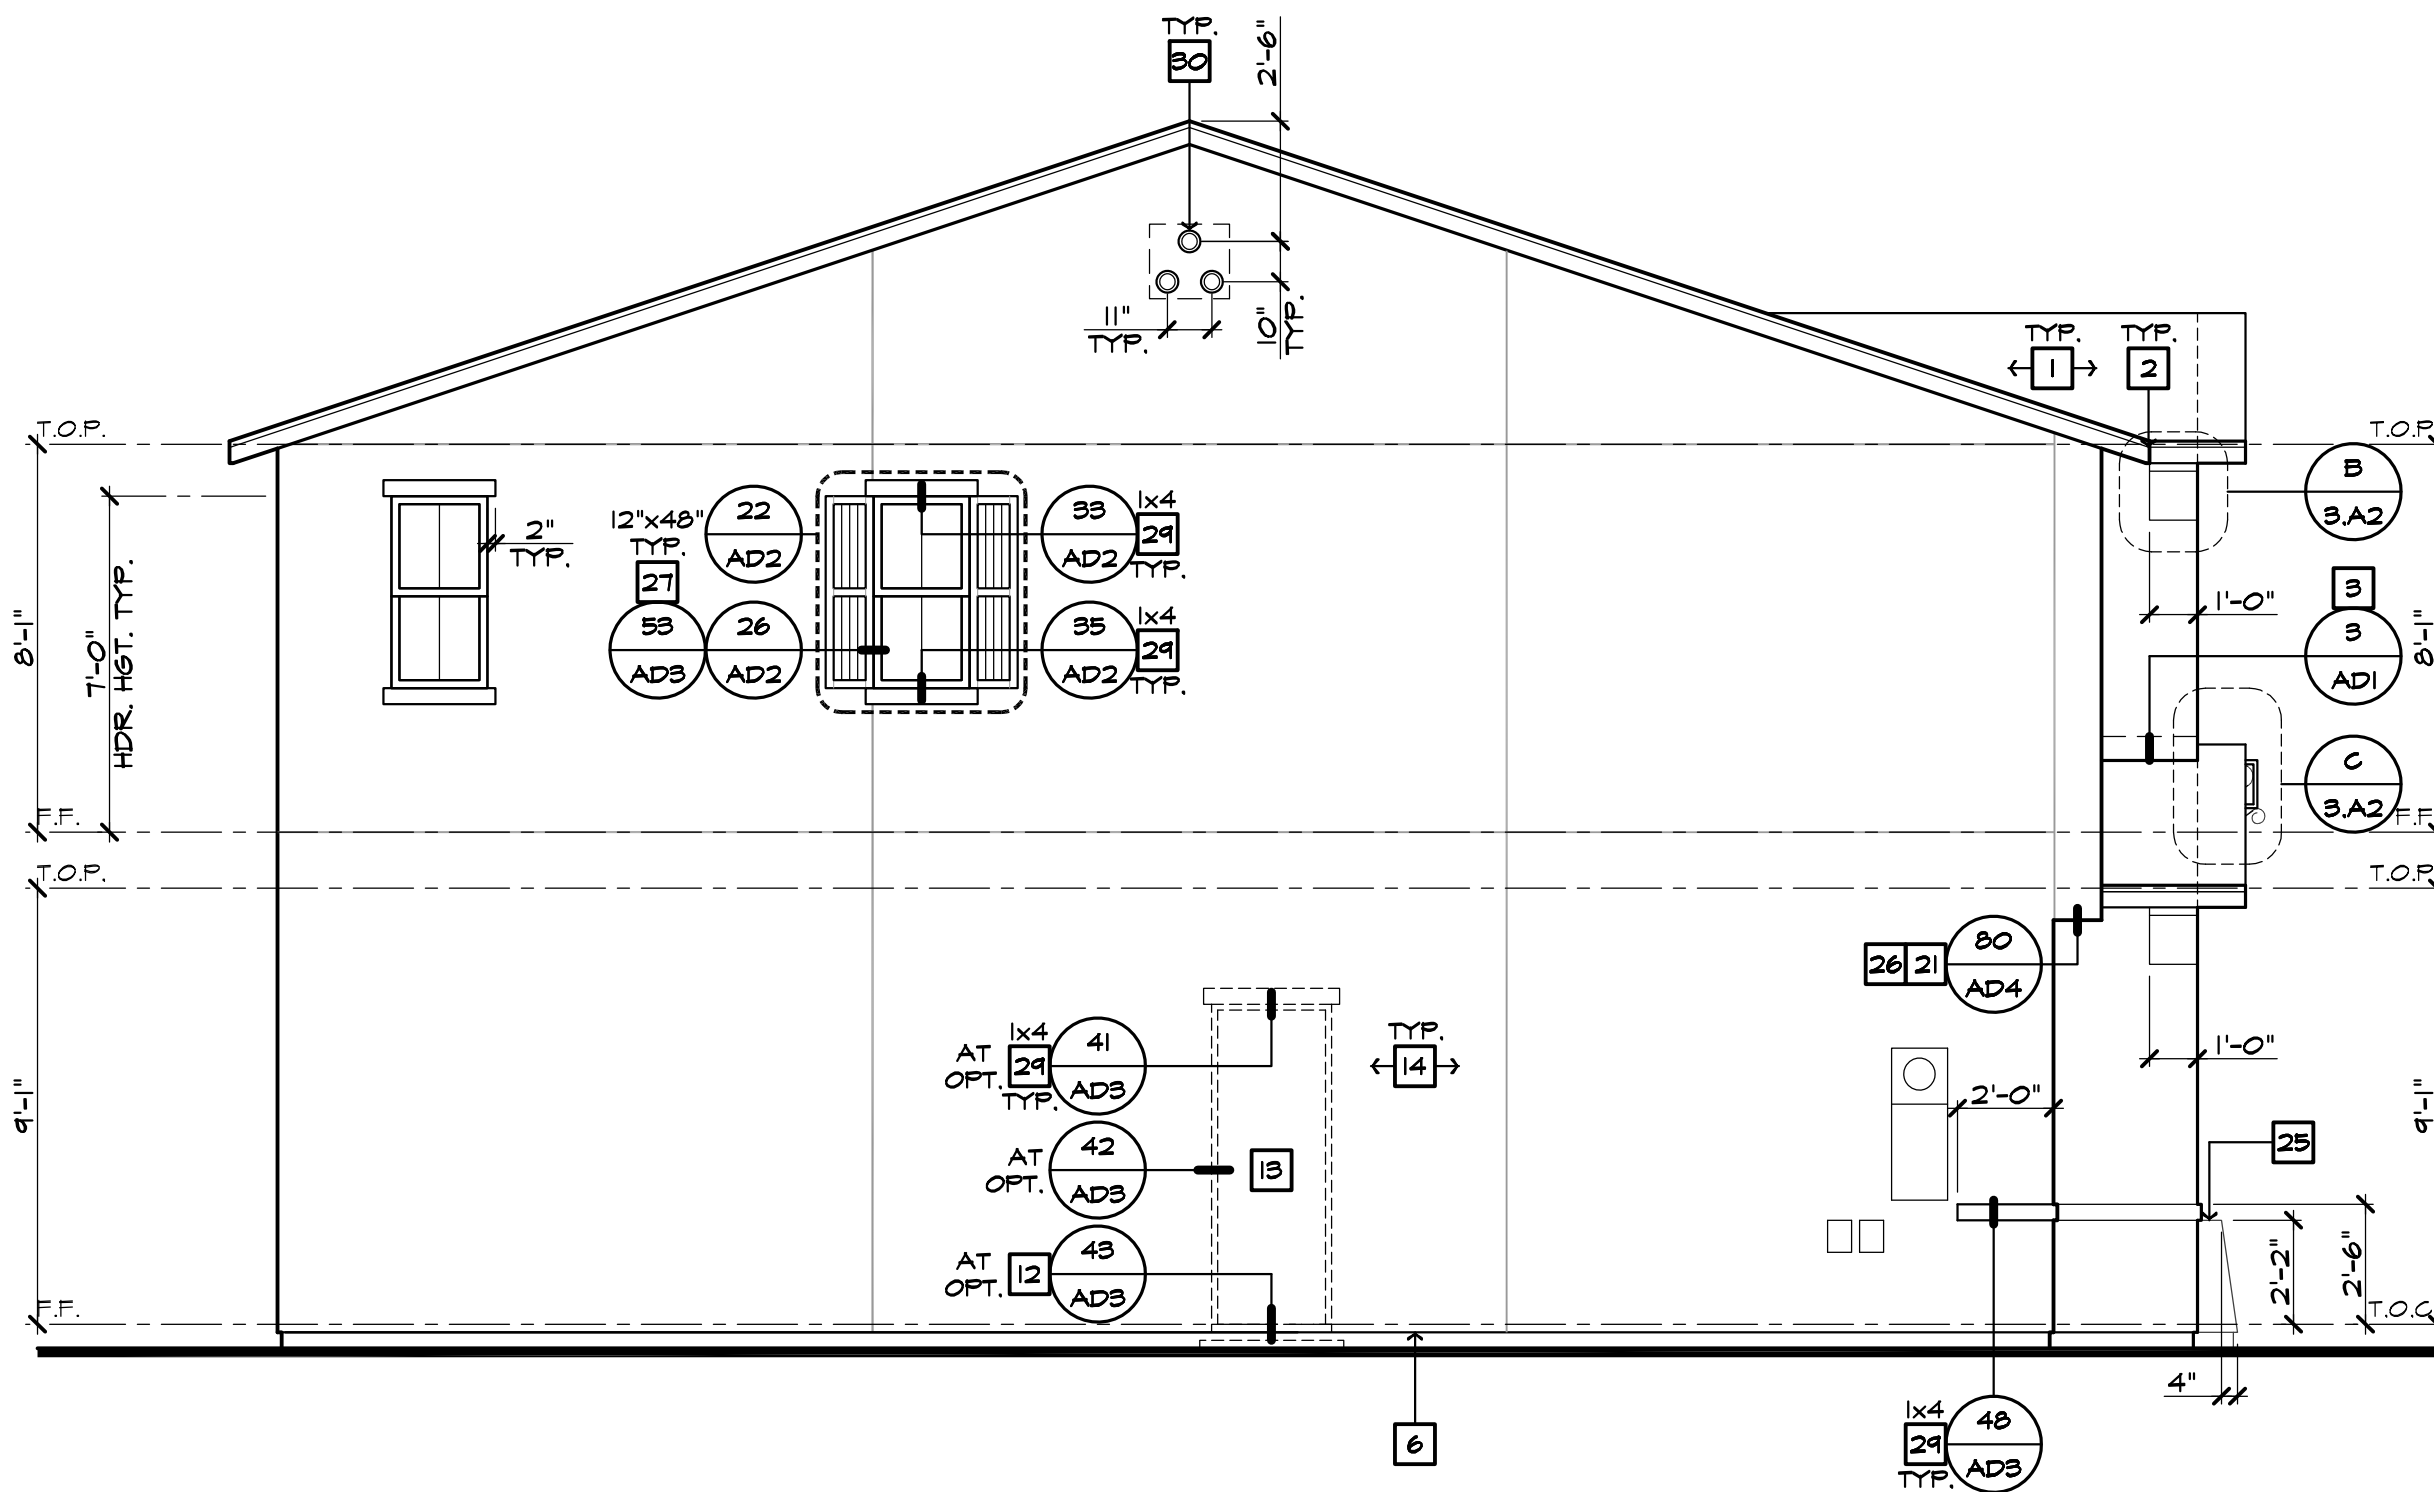 TYP.
30
2'-6"
11"
TYP.
10"
TYP.
TYP.
1
TYP.
2
T.O.P.
T.O.P.
8'-1"
7'-0"
HDR. HGT. TYP.
2"
TYP.
12"x48"
TYP.
27
22
AD2
53
AD3
26
AD2
33
AD2
1x4
29
TYP.
35
AD2
1x4
29
TYP.
B
3.A2
1'-0"
3
3
AD1
8'-1"
C
3.A2
F.F.
F.F.
T.O.P.
T.O.P.
9'-1"
26
21
80
AD4
1'-0"
9'-1"
AT
OPT.
1x4
29
TYP.
41
AD3
TYP.
14
2'-0"
25
AT
OPT.
42
AD3
13
AT
OPT.
12
43
AD3
2'-2"
2'-6"
F.F.
T.O.C.
4"
6
1x4
29
TYP.
48
AD3